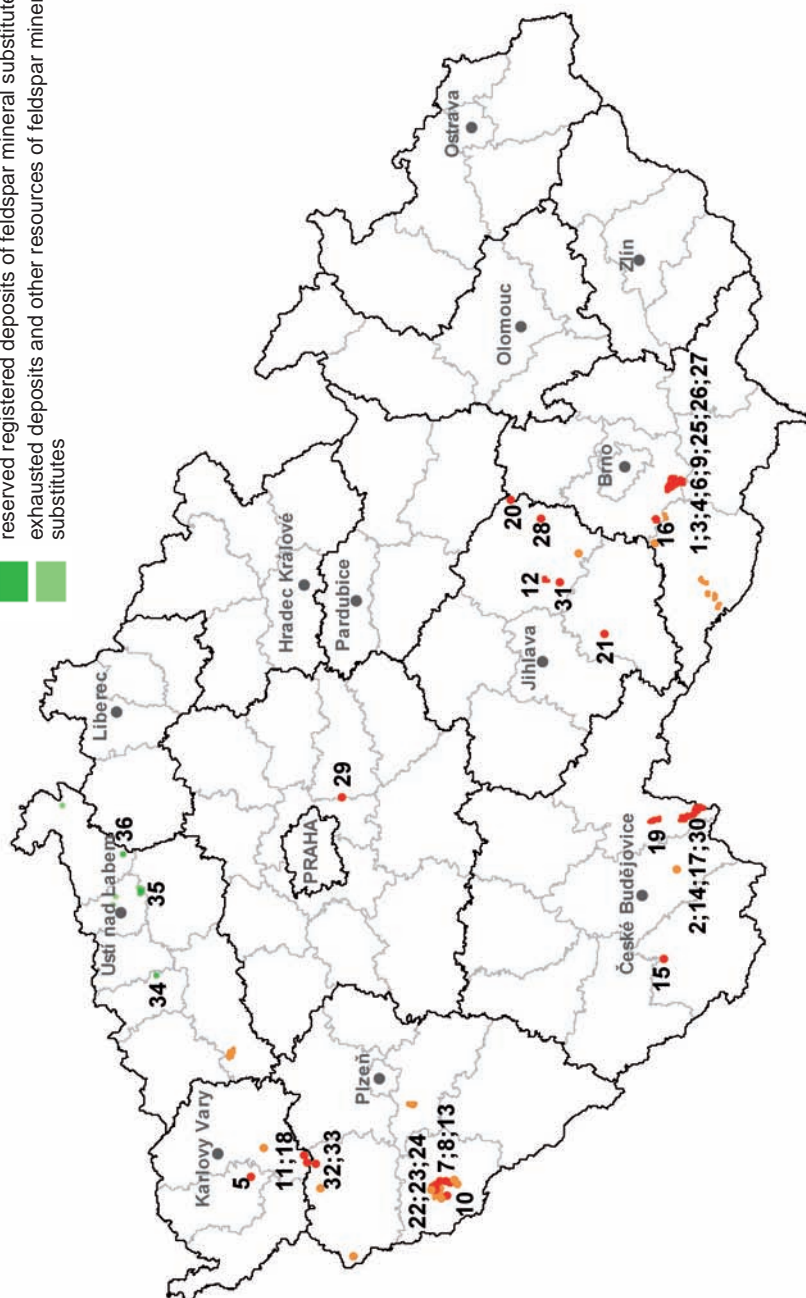 reserved registered deposits of feldspar mineral substitute
exhausted deposits and other resources of feldspar miner
substitutes
Liberec
Ústí nad Labem
36
35
34
Karlovy Vary
5
11;18
32;33
Hradec Králové
Pardubice
PRAHA
29
Plzeň
22;23;24
7;8;13
10
Ostrava
Olomouc
Zlín
20
28
12
31
Jihlava
21
Brno
16
1;3;4;6;9;25;26;27
České Budějovice
19
15
2;14;17;30